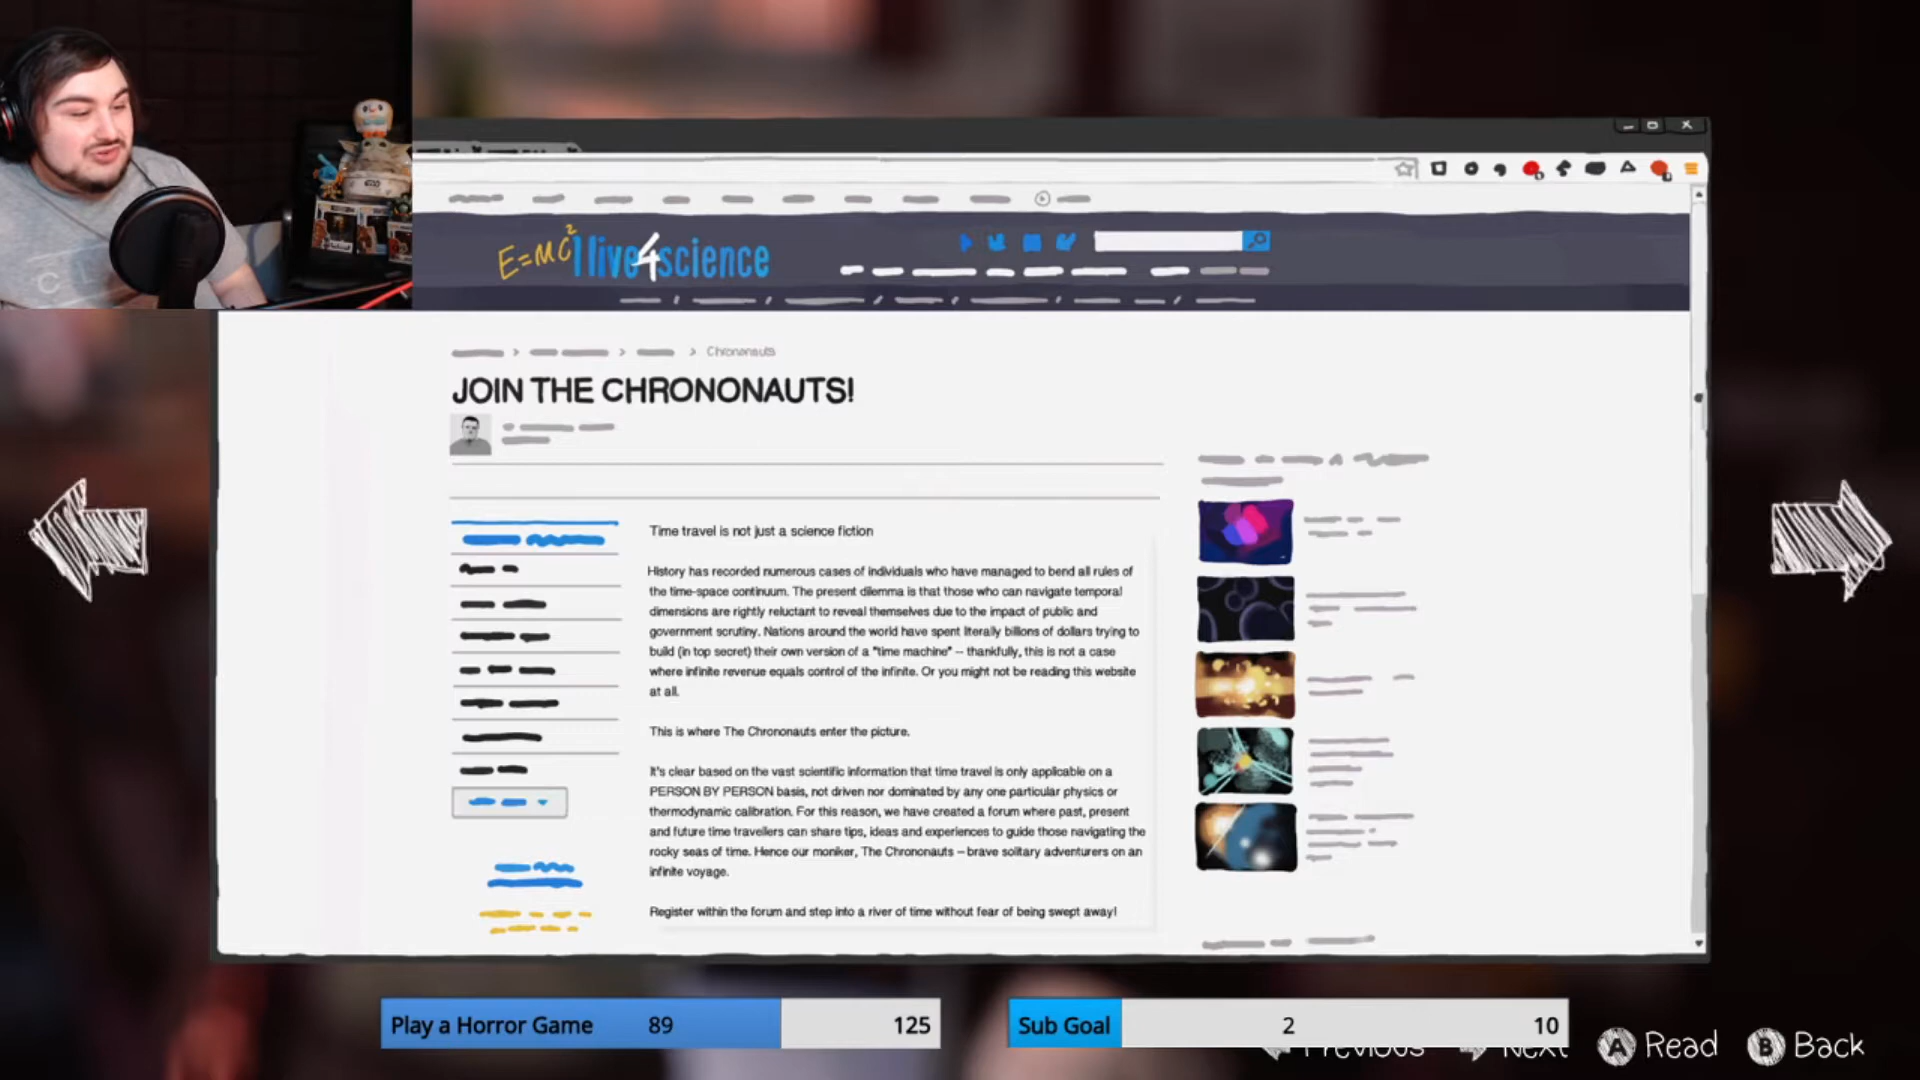 E=MC² live4science
Chrononauts
JOIN THE CHRONONAUTS!
Time travel is not just a science fiction
History has recorded numerous cases of individuals who have managed to bend all rules of
the time-space continuum. The present dilemma is that those who can navigate temporal
dimensions are rightly reluctant to reveal themselves due to the impact of public and
government scrutiny. Nations around the world have spent literally billions of dollars trying to
build (in top secret) their own version of a "time machine" – thankfully, this is not a case
where infinite revenue equals control of the infinite. Or you might not be reading this website
at all.
This is where The Chrononauts enter the picture.
It's clear based on the vast scientific information that time travel is only applicable on a
PERSON BY PERSON basis, not driven nor dominated by any one particular physics or
thermodynamic calibration. For this reason, we have created a forum where past, present
and future time travellers can share tips, ideas and experiences to guide those navigating the
rocky seas of time. Hence our moniker, The Chrononauts – brave solitary adventurers on an
infinite voyage.
Register within the forum and step into a river of time without fear of being swept away!
Play a Horror Game 89 125
Sub Goal 2 10
Previous Next A Read B Back